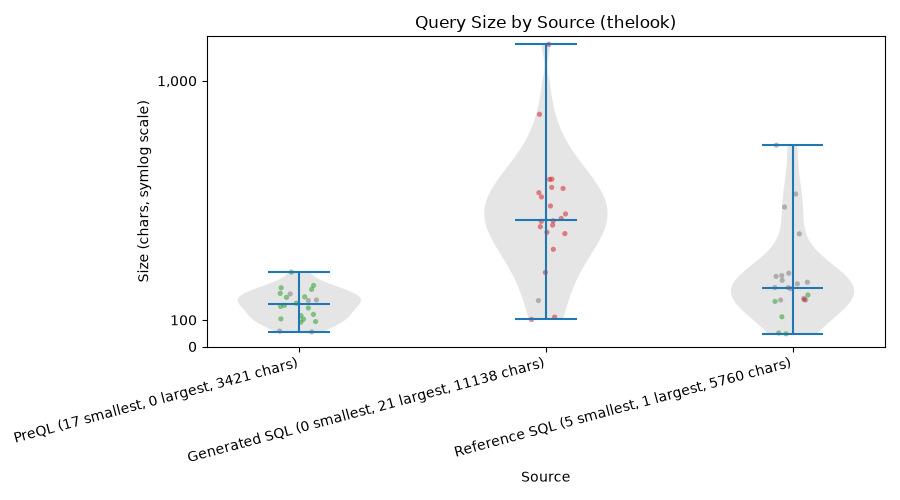 Query Size by Source (thelook)
Size (chars, symlog scale)
1,000
100
0
PreQL (17 smallest, 0 largest, 3421 chars)
Generated SQL (0 smallest, 21 largest, 11138 chars)
Reference SQL (5 smallest, 1 largest, 5760 chars)
Source